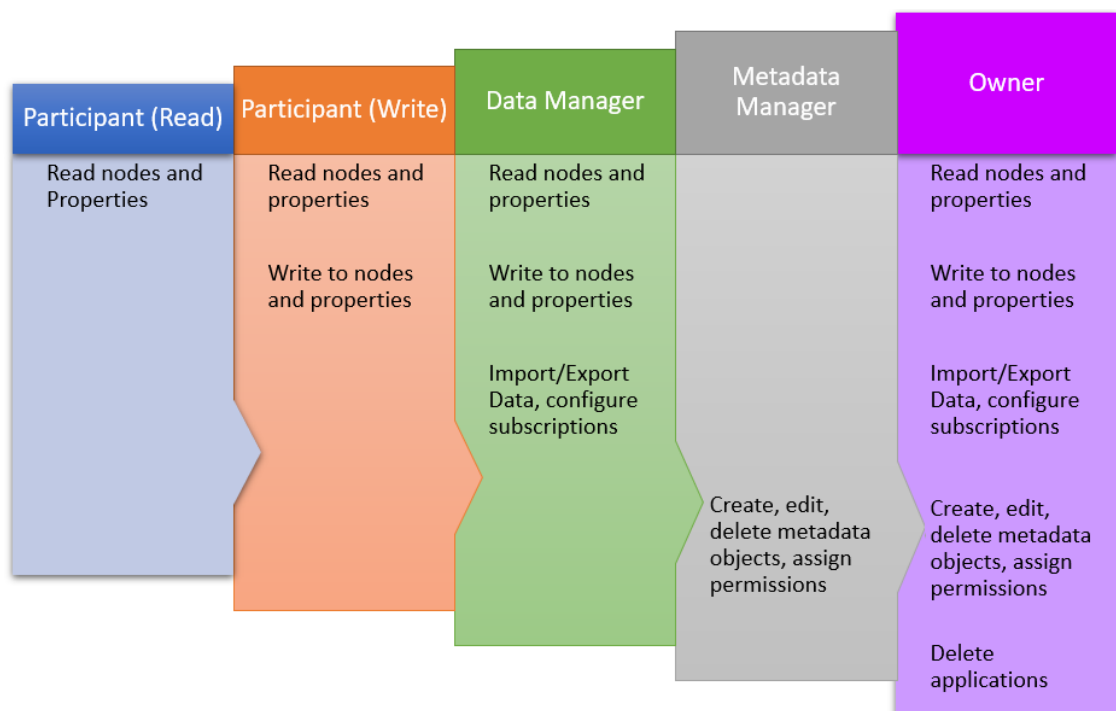 Participant (Read)
Read nodes and
Properties
Participant (Write)
Read nodes and
properties
Write to nodes
and properties
Data Manager
Read nodes and
properties
Write to nodes
and properties
Import/Export
Data, configure
subscriptions
Metadata
Manager
Create, edit,
delete metadata
objects, assign
permissions
Owner
Read nodes and
properties
Write to nodes
and properties
Import/Export
Data, configure
subscriptions
Create, edit,
delete metadata
objects, assign
permissions
Delete
applications